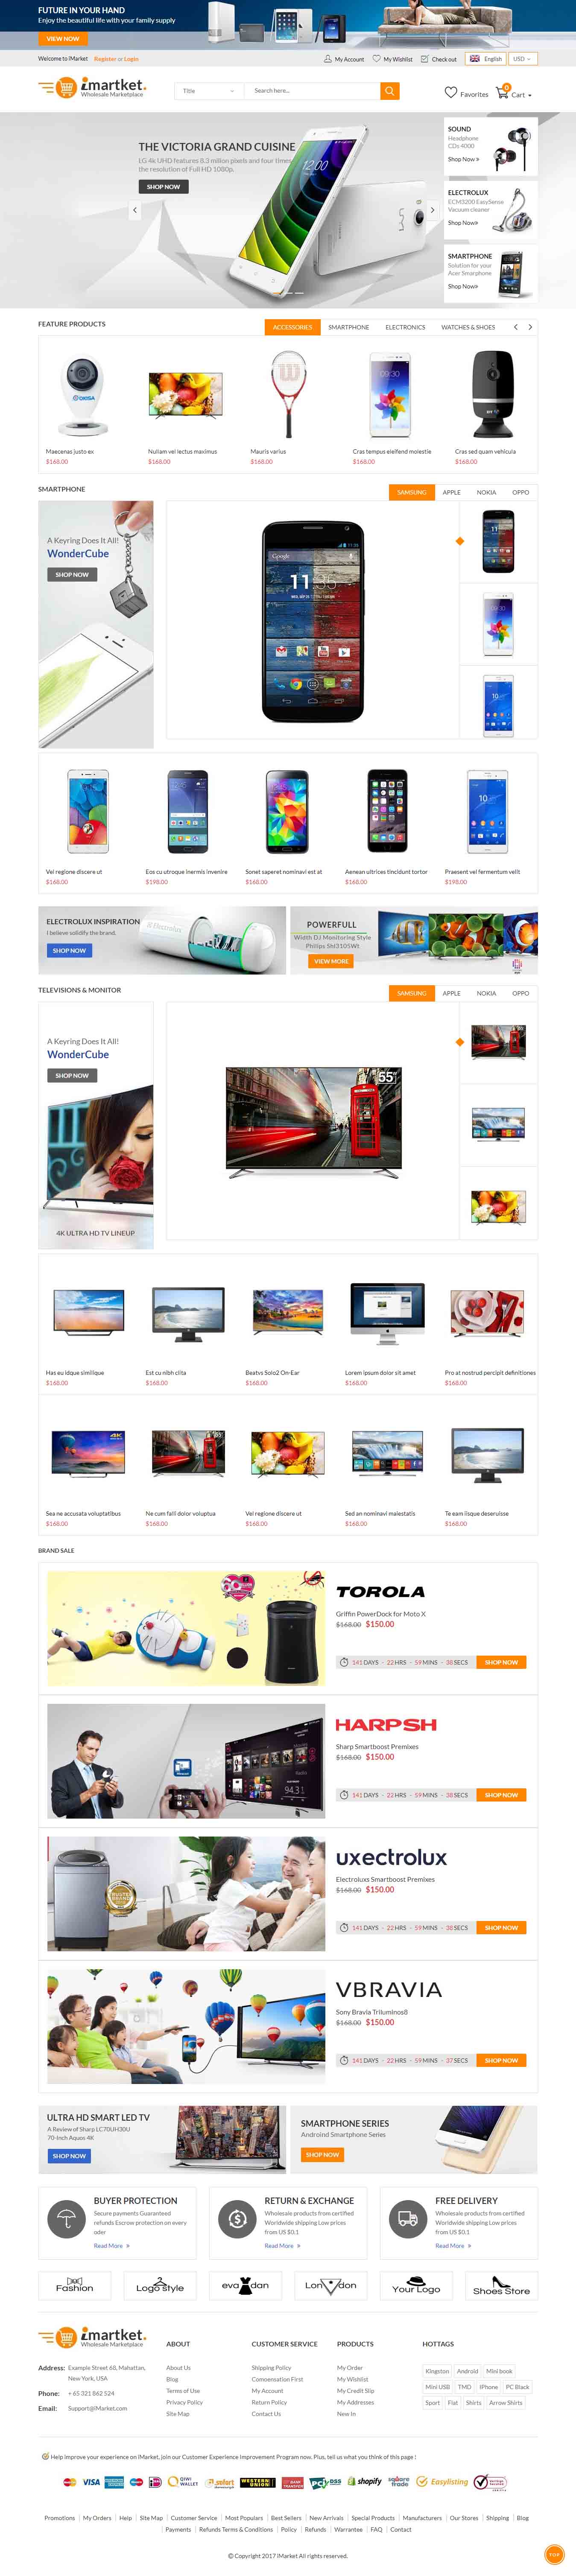 FUTURE IN YOUR HAND
Enjoy the beautiful life with your family supply
VIEW NOW
Welcome to iMarket Register or Login
My Account My Wishlist Check out English USD
imartket.
Wholesale Marketplace
Title Search here... Favorites 0 Cart
THE VICTORIA GRAND CUISINE
LG 4k UHD features 8.3 million pixels and four times
the resolution of Full HD 1080p.
SHOP NOW
SOUND
Headphone
CDs 4000
Shop Now »
ELECTROLUX
ECM3200 EasySense
Vacuum cleaner
Shop Now»
SMARTPHONE
Solution for your
Acer Smarphone
Shop Now»
FEATURE PRODUCTS
ACCESSORIES SMARTPHONE ELECTRONICS WATCHES & SHOES
Maecenas justo ex
$168.00
Nullam vel lectus maximus
$168.00
Mauris varius
$168.00
Cras tempus eleifend molestie
$168.00
Cras sed quam vehicula
$168.00
SMARTPHONE
SAMSUNG APPLE NOKIA OPPO
A Keyring Does It All!
WonderCube
SHOP NOW
Vel regione discere ut
$168.00
Eos cu utroque inermis invenire
$198.00
Sonet saperet nominavi est at
$168.00
Aenean ultrices tincidunt tortor
$168.00
Praesent vel fermentum velit
$198.00
ELECTROLUX INSPIRATION
I believe solidify the brand.
SHOP NOW
POWERFULL
Width DJ Monitoring Style
Philips Shl3105Wt
VIEW MORE
TELEVISIONS & MONITOR
SAMSUNG APPLE NOKIA OPPO
A Keyring Does It All!
WonderCube
SHOP NOW
4K ULTRA HD TV LINEUP
55"
Has eu idque similique
$168.00
Est cu nibh clita
$168.00
Beatvs Solo2 On-Ear
$168.00
Lorem ipsum dolor sit amet
$168.00
Pro at nostrud percipit definitiones
$168.00
Sea ne accusata voluptatibus
$168.00
Ne cum falli dolor voluptua
$168.00
Vel regione discere ut
$168.00
Sed an nominavi maiestatis
$168.00
Te eam iisque deseruisse
$168.00
BRAND SALE
TOROLA
Griffin PowerDock for Moto X
$168.00 $150.00
141 DAYS - 22 HRS - 59 MINS - 38 SECS SHOP NOW
HARPSH
Sharp Smartboost Premixes
$168.00 $150.00
141 DAYS - 22 HRS - 59 MINS - 38 SECS SHOP NOW
uxectrolux
Electroluxs Smartboost Premixes
$168.00 $150.00
141 DAYS - 22 HRS - 59 MINS - 38 SECS SHOP NOW
VBRAVIA
Sony Bravia Triluminos8
$168.00 $150.00
141 DAYS - 22 HRS - 59 MINS - 37 SECS SHOP NOW
ULTRA HD SMART LED TV
A Review of Sharp LC70UH30U
70-Inch Aquos 4K
SHOP NOW
SMARTPHONE SERIES
Androind Smartphone Series
SHOP NOW
BUYER PROTECTION
Secure payments Guaranteed
refunds Escrow protection on every
oder
Read More »
RETURN & EXCHANGE
Wholesale products from certified
Worldwide shipping Low prices
from US $0.1
Read More »
FREE DELIVERY
Wholesale products from certified
Worldwide shipping Low prices
from US $0.1
Read More »
Fashion
Logo style
eva dan
Lon don
Your Logo
Shoes Store
imartket.
Wholesale Marketplace
Address: Example Street 68, Mahattan,
New York, USA
Phone: + 65 321 862 524
Email: Support@iMarket.com
ABOUT
About Us
Blog
Terms of Use
Privacy Policy
Site Map
CUSTOMER SERVICE
Shipping Policy
Comoensation First
My Account
Return Policy
Contact Us
PRODUCTS
My Order
My Wishlist
My Credit Slip
My Addresses
New In
HOTTAGS
Kingston Android Mini book
Mini USB TMD IPhone PC Black
Sport Flat Shirts Arrow Shirts
Help improve your experience on iMarket, join our Customer Experience Improvement Program now. Plus, tell us what you think of this page !
VISA AMERICAN EXPRESS QIWI WALLET sofort WESTERN UNION BANK TRANSFER PCI DSS shopify square trade Easylisting VERIFIED
Promotions | My Orders | Help | Site Map | Customer Service | Most Populars | Best Sellers | New Arrivals | Special Products | Manufacturers | Our Stores | Shipping | Blog
Payments | Refunds Terms & Conditions | Policy | Refunds | Warrantee | FAQ | Contact
© Copyright 2017 iMarket All rights reserved.
TOP